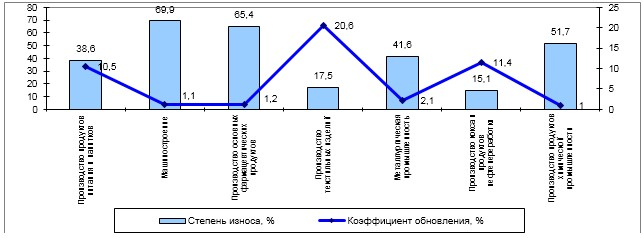 80
70
60
50
40
30
20
10
0
25
20
15
10
5
0
38,6
69,9
65,4
17,5
41,6
15,1
51,7
10,5
1,1
1,2
20,6
2,1
11,4
1
Производство продуктов
питания и напитков
Машиностроение
Производство основных
фармацевтических
продуктов
Производство
текстильных изделий
Металлургическая
промышленность
Производство кокса и
продуктов
нефтепереработки
Производство продуктов
химической
промышленности
Степень износа, %
Коэффициент обновления, %